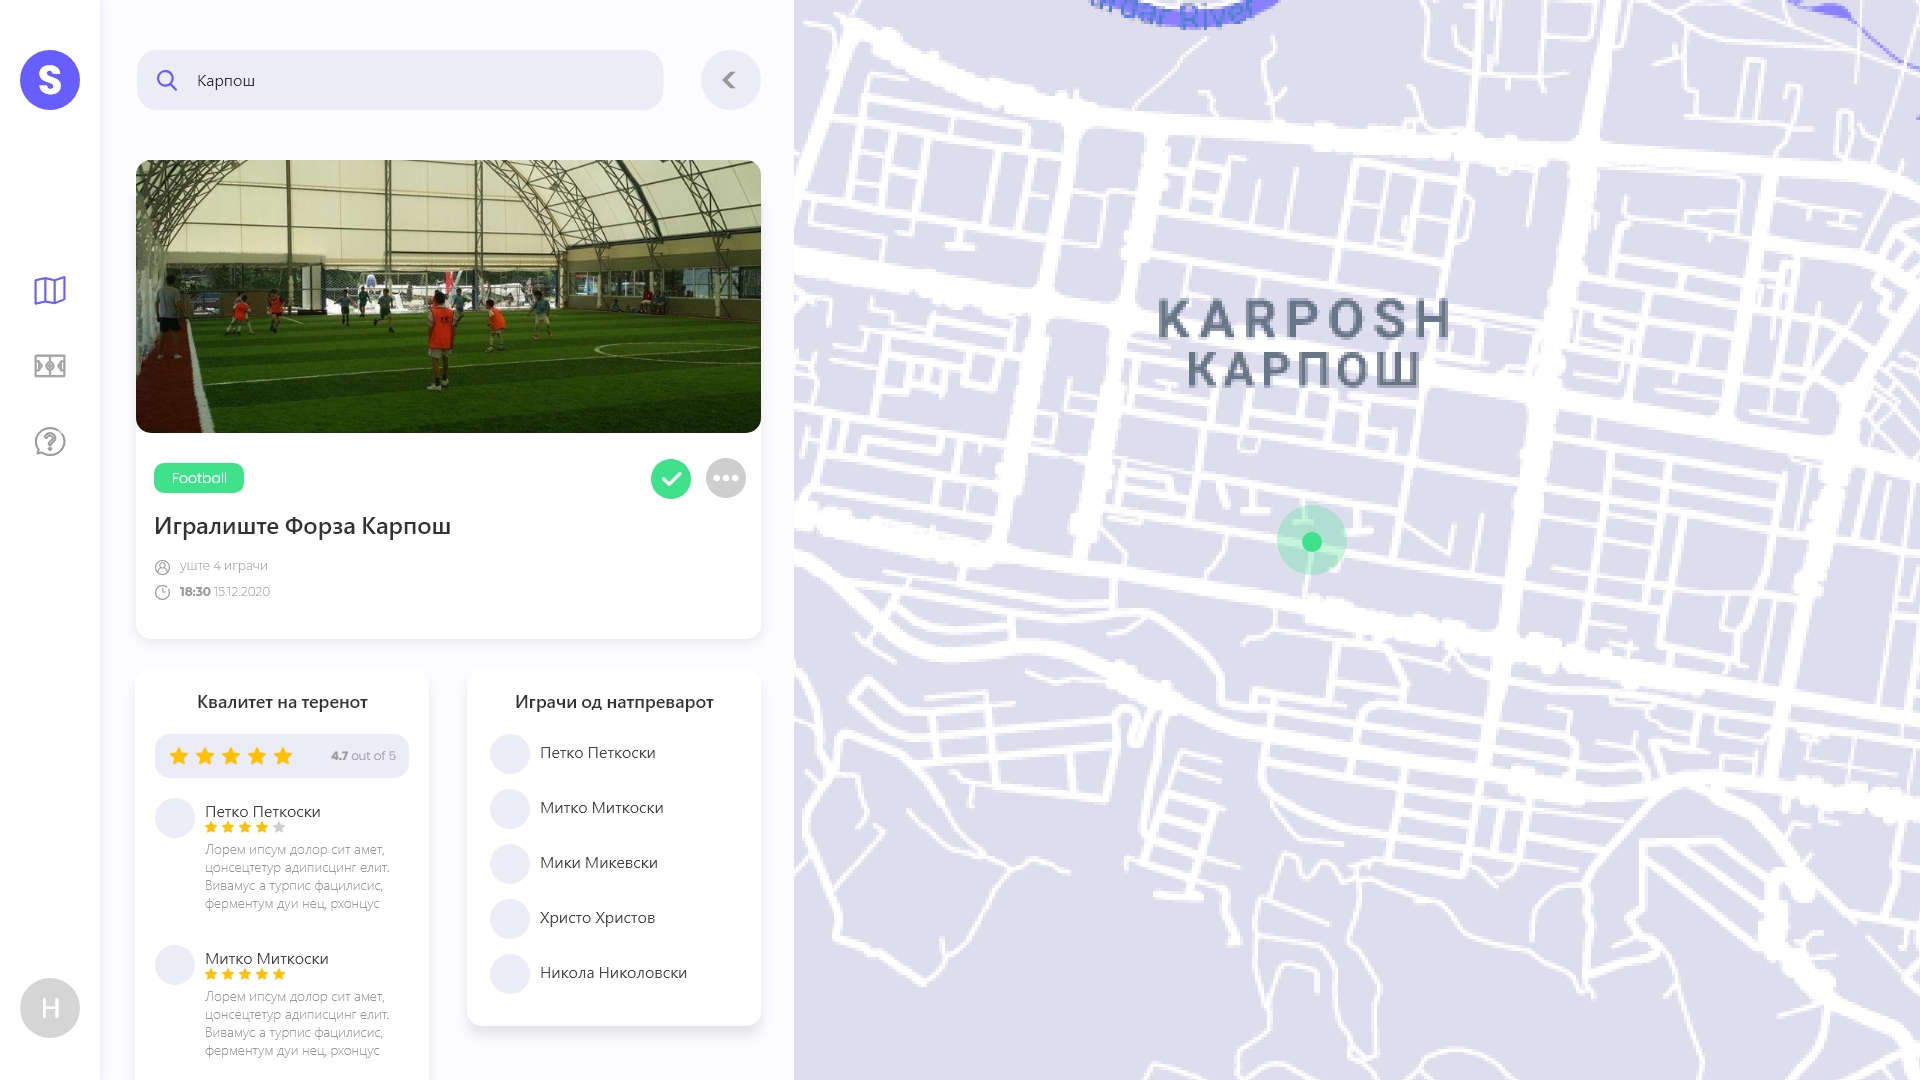 S
Карпош
Football
Игралиште Форза Карпош
уште 4 играчи
18:30 15.12.2020
Квалитет на теренот
4.7 out of 5
Петко Петкоски
Лорем ипсум долор сит амет,
цонсецтетур адиписцинг елит.
Вивамус а турпис фацилисис,
ферментум дуи нец, рхонцус
Митко Миткоски
Лорем ипсум долор сит амет,
цонсецтетур адиписцинг елит.
Вивамус а турпис фацилисис,
ферментум дуи нец, рхонцус
Играчи од натпреварот
Петко Петкоски
Митко Миткоски
Мики Микевски
Христо Христов
Никола Николовски
H
River
KARPOSH
КАРПОШ